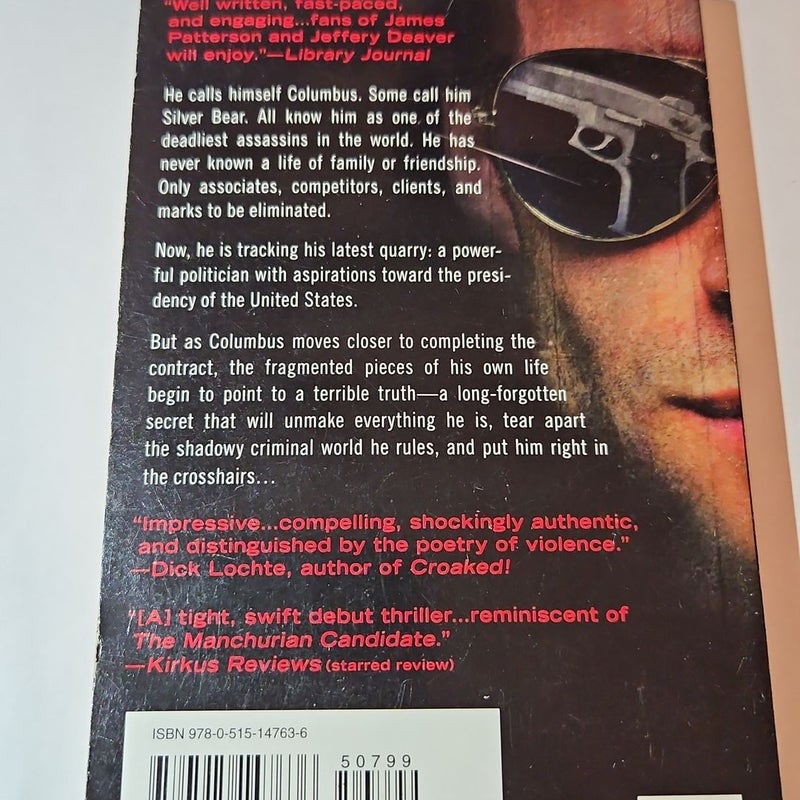 "Well written, fast-paced,
and engaging...fans of James
Patterson and Jeffery Deaver
will enjoy."—Library Journal
He calls himself Columbus. Some call him
Silver Bear. All know him as one of the
deadliest assassins in the world. He has
never known a life of family or friendship.
Only associates, competitors, clients, and
marks to be eliminated.
Now, he is tracking his latest quarry: a power-
ful politician with aspirations toward the presi-
dency of the United States.
But as Columbus moves closer to completing the
contract, the fragmented pieces of his own life
begin to point to a terrible truth—a long-forgotten
secret that will unmake everything he is, tear apart
the shadowy criminal world he rules, and put him right in
the crosshairs...
"Impressive...compelling, shockingly authentic,
and distinguished by the poetry of violence."
—Dick Lochte, author of Croaked!
"[A] tight, swift debut thriller...reminiscent of
The Manchurian Candidate."
—Kirkus Reviews (starred review)
ISBN 978-0-515-14763-6
50799